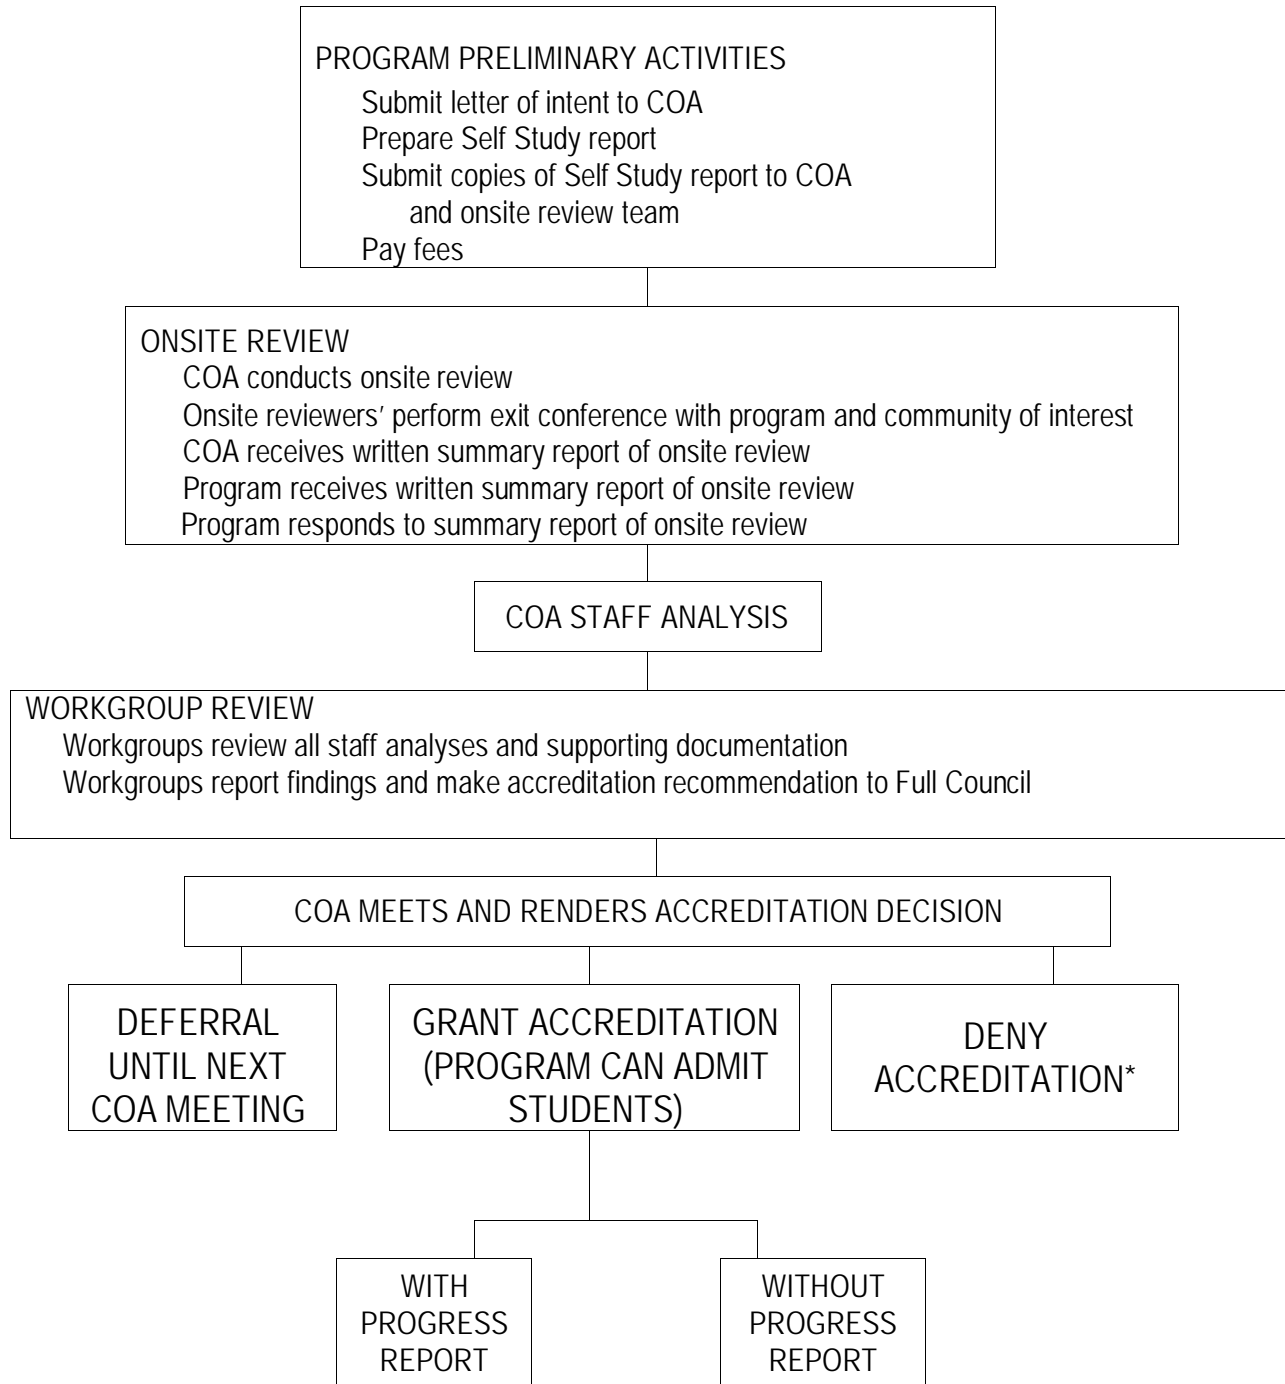 PROGRAM PRELIMINARY ACTIVITIES
Submit letter of intent to COA
Prepare Self Study report
Submit copies of Self Study report to COA
and onsite review team
Pay fees
ONSITE REVIEW
COA conducts onsite review
Onsite reviewers’ perform exit conference with program and community of interest
COA receives written summary report of onsite review
Program receives written summary report of onsite review
Program responds to summary report of onsite review
COA STAFF ANALYSIS
WORKGROUP REVIEW
Workgroups review all staff analyses and supporting documentation
Workgroups report findings and make accreditation recommendation to Full Council
COA MEETS AND RENDERS ACCREDITATION DECISION
DEFERRAL
UNTIL NEXT
COA MEETING
GRANT ACCREDITATION
(PROGRAM CAN ADMIT
STUDENTS)
DENY
ACCREDITATION*
WITH
PROGRESS
REPORT
WITHOUT
PROGRESS
REPORT